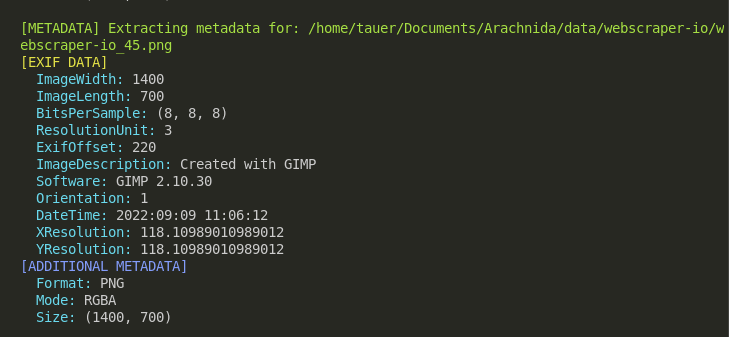 [METADATA] Extracting metadata for: /home/tauer/Documents/Arachnida/data/webscraper-io/w
ebscraper-io_45.png
[EXIF DATA]
ImageWidth: 1400
ImageLength: 700
BitsPerSample: (8, 8, 8)
ResolutionUnit: 3
ExifOffset: 220
ImageDescription: Created with GIMP
Software: GIMP 2.10.30
Orientation: 1
DateTime: 2022:09:09 11:06:12
XResolution: 118.10989010989012
YResolution: 118.10989010989012
[ADDITIONAL METADATA]
Format: PNG
Mode: RGBA
Size: (1400, 700)